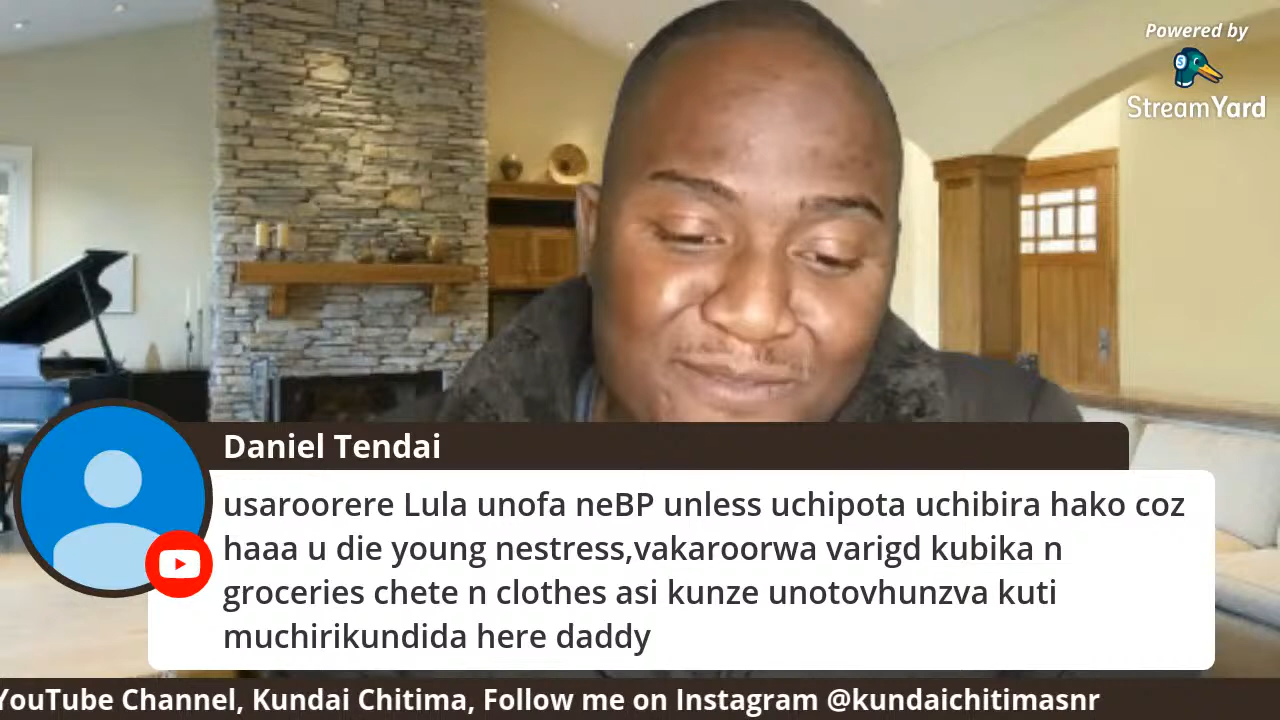 Powered by
StreamYard
Daniel Tendai
usaroorere Lula unofa neBP unless uchipota uchibira hako coz
haaa u die young nestress,vakaroorwa varigd kubika n
groceries chete n clothes asi kunze unotovhunzva kuti
muchirikundida here daddy
YouTube Channel, Kundai Chitima, Follow me on Instagram @kundaichitimasnr